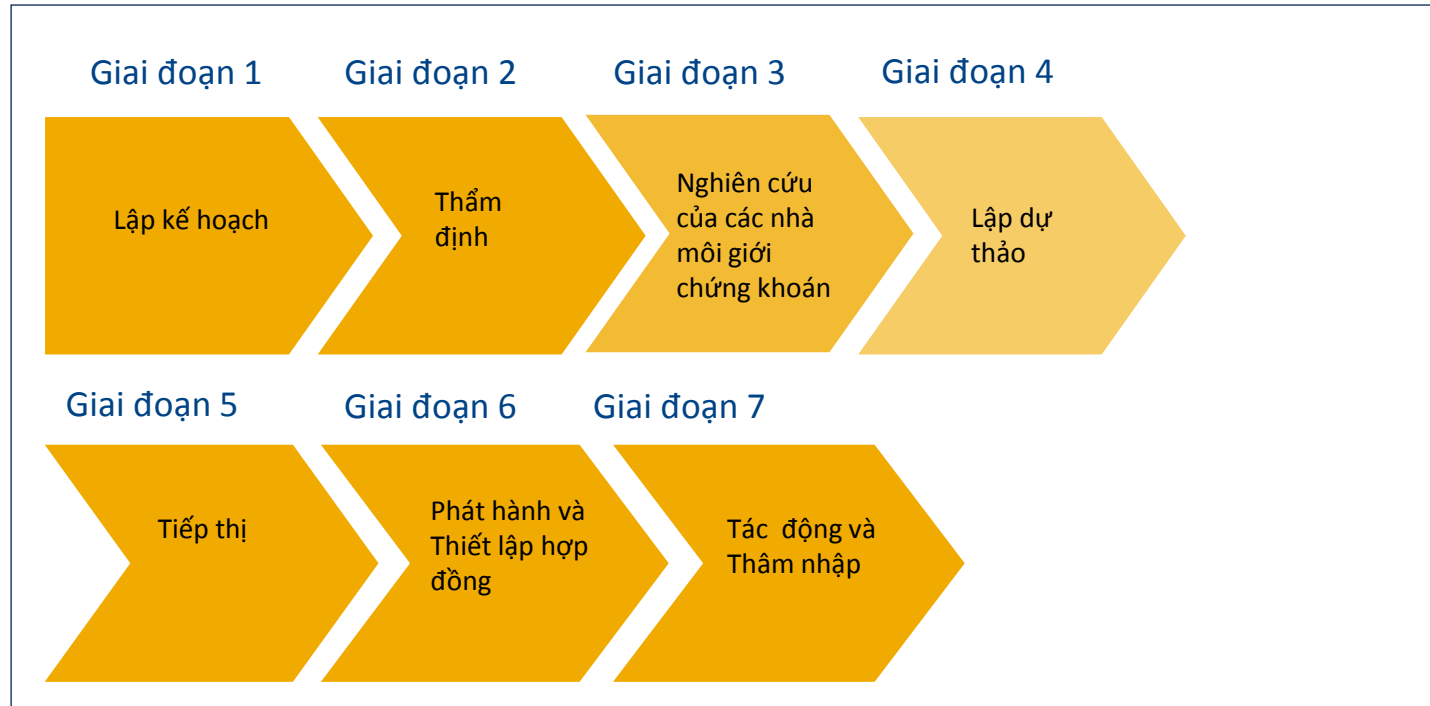 Giai đoạn 1
Giai đoạn 2
Giai đoạn 3
Giai đoạn 4
Lập kế hoạch
Thẩm
định
Nghiên cứu
của các nhà
môi giới
chứng khoán
Lập dự
thảo
Giai đoạn 5
Giai đoạn 6
Giai đoạn 7
Tiếp thị
Phát hành và
Thiết lập hợp
đồng
Tác động và
Thâm nhập